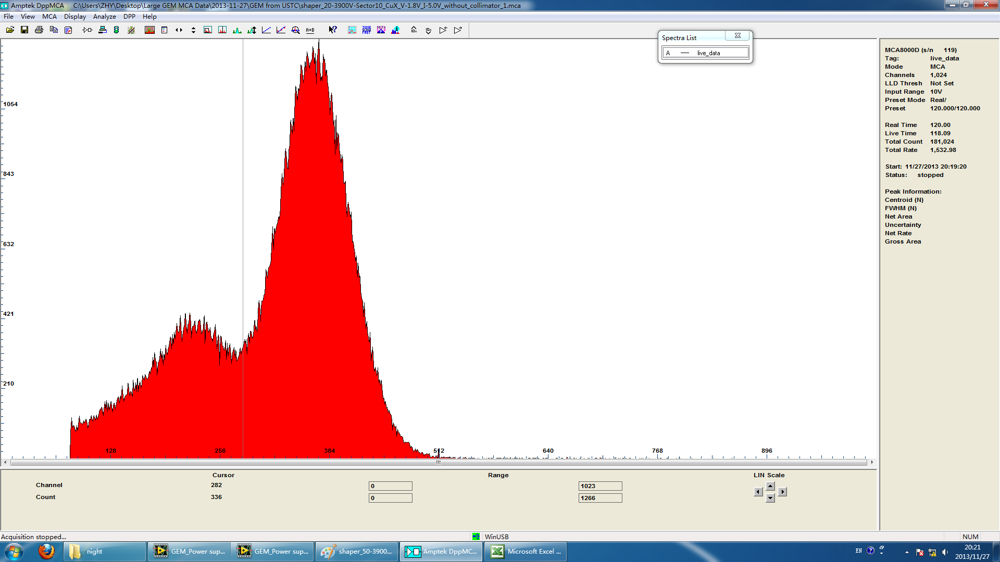 Amptek DppMCA C:\Users\ZHY\Desktop\Large GEM MCA Data\2013-11-27\GEM from USTC\shaper_20-3900V-Sector10_CuX_V-1.8V_I-5.0V_without_collimator_1.mca
File View MCA Display Analyze DPP Help
A+B TUNE SLOW FAST DELTA
Spectra List
A live_data
1054
843
632
421
210
128 256 384 512 640 768 896
MCA8000D (s/n 119)
Tag: live_data
Mode MCA
Channels 1,024
LLD Thresh Not Set
Input Range 10V
Preset Mode Real/
Preset 120.000/120.000
Real Time 120.00
Live Time 118.09
Total Count 181,024
Total Rate 1,532.98
Start: 11/27/2013 20:19:20
Status: stopped
Peak Information:
Centroid (N)
FWHM (N)
Net Area
Uncertainty
Net Rate
Gross Area
Cursor Range LIN Scale
Channel 282 0 1023
Count 336 0 1266
Acquisition stopped... WinUSB NUM
night GEM_Power sup... GEM_Power sup... shaper_50-3900... Amptek DppMC... Microsoft Excel ... EN 20:21
2013/11/27